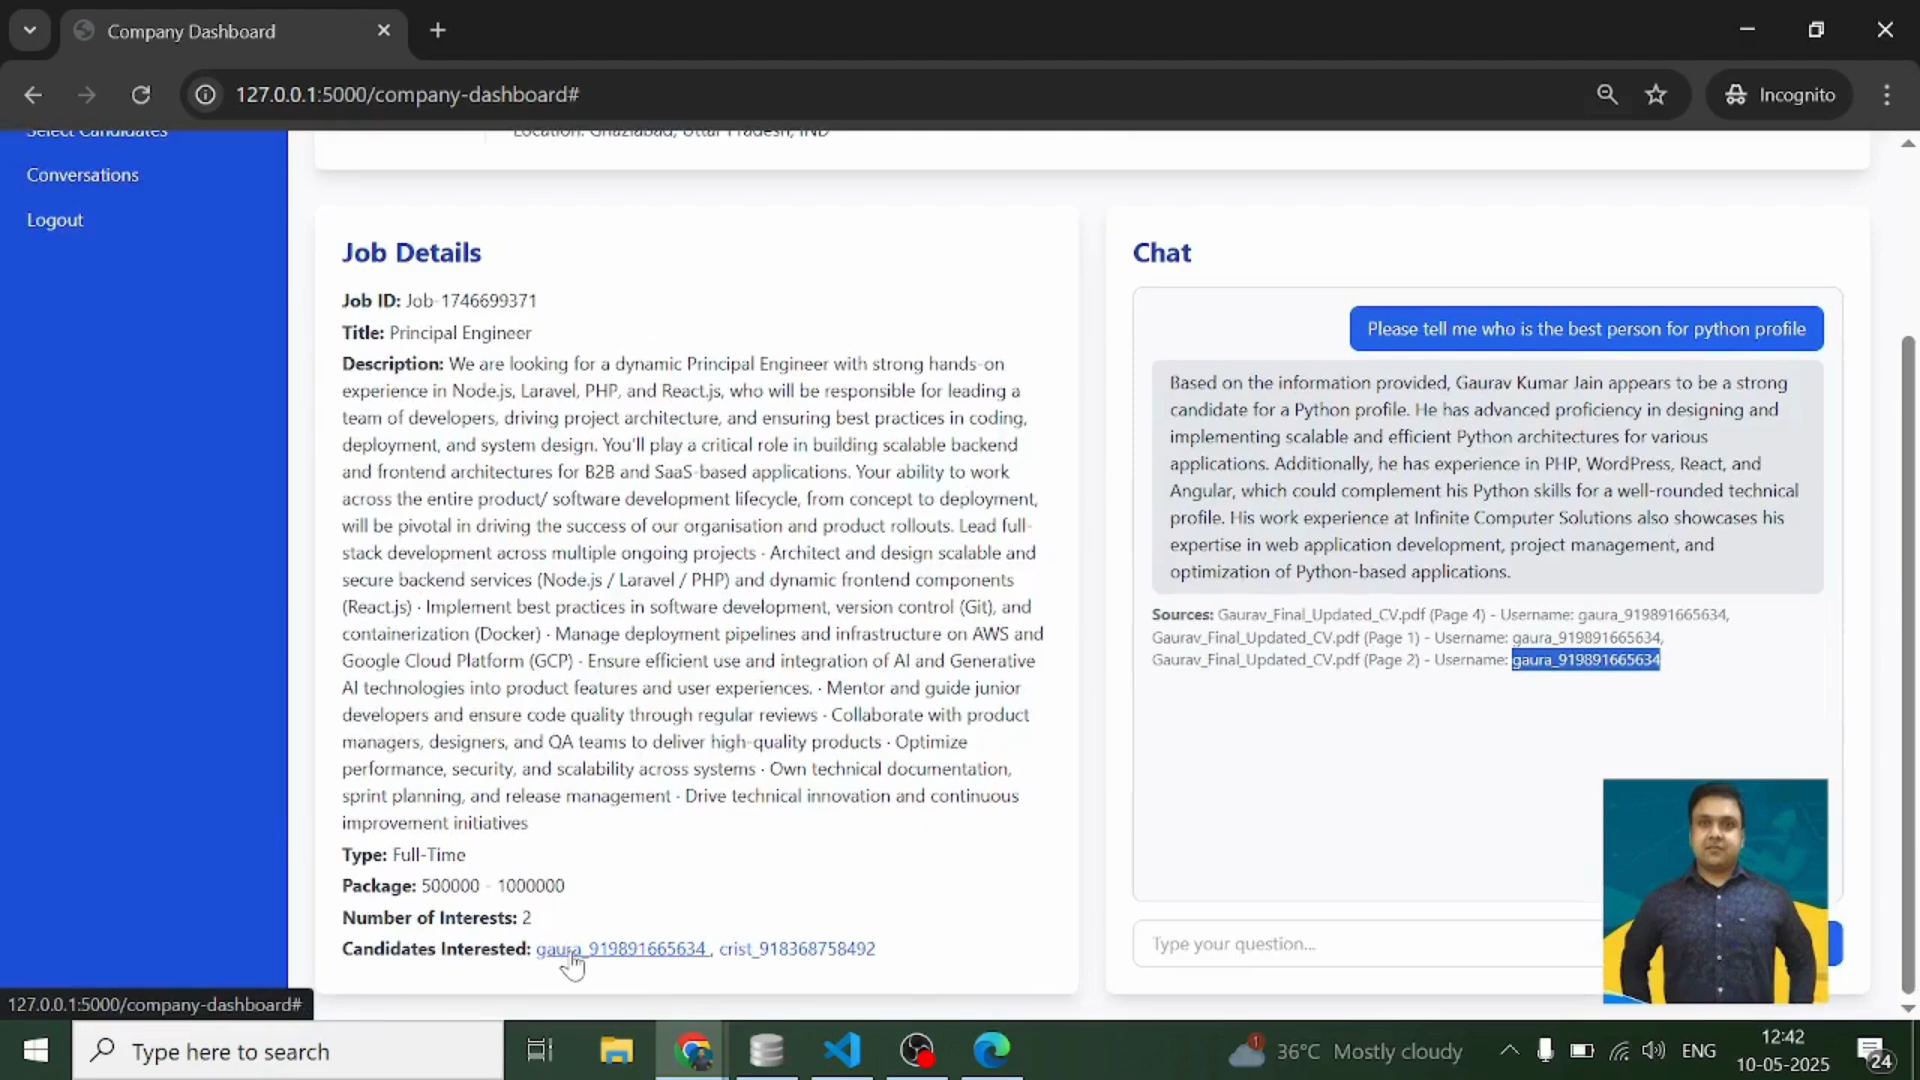 Company Dashboard
127.0.0.1:5000/company-dashboard#
Incognito
Select Candidates
Location: Ghaziabad, Uttar Pradesh, IND
Conversations
Logout
Job Details
Job ID: Job-1746699371
Title: Principal Engineer
Description: We are looking for a dynamic Principal Engineer with strong hands-on
experience in Node.js, Laravel, PHP, and React.js, who will be responsible for leading a
team of developers, driving project architecture, and ensuring best practices in coding,
deployment, and system design. You'll play a critical role in building scalable backend
and frontend architectures for B2B and SaaS-based applications. Your ability to work
across the entire product/ software development lifecycle, from concept to deployment,
will be pivotal in driving the success of our organisation and product rollouts. Lead full-
stack development across multiple ongoing projects · Architect and design scalable and
secure backend services (Node.js / Laravel / PHP) and dynamic frontend components
(React.js) · Implement best practices in software development, version control (Git), and
containerization (Docker) · Manage deployment pipelines and infrastructure on AWS and
Google Cloud Platform (GCP) · Ensure efficient use and integration of AI and Generative
AI technologies into product features and user experiences. · Mentor and guide junior
developers and ensure code quality through regular reviews · Collaborate with product
managers, designers, and QA teams to deliver high-quality products · Optimize
performance, security, and scalability across systems · Own technical documentation,
sprint planning, and release management · Drive technical innovation and continuous
improvement initiatives
Type: Full-Time
Package: 500000 - 1000000
Number of Interests: 2
Candidates Interested: gaura_919891665634 , crist_918368758492
Chat
Please tell me who is the best person for python profile
Based on the information provided, Gaurav Kumar Jain appears to be a strong
candidate for a Python profile. He has advanced proficiency in designing and
implementing scalable and efficient Python architectures for various
applications. Additionally, he has experience in PHP, WordPress, React, and
Angular, which could complement his Python skills for a well-rounded technical
profile. His work experience at Infinite Computer Solutions also showcases his
expertise in web application development, project management, and
optimization of Python-based applications.
Sources: Gaurav_Final_Updated_CV.pdf (Page 4) - Username: gaura_919891665634,
Gaurav_Final_Updated_CV.pdf (Page 1) - Username: gaura_919891665634,
Gaurav_Final_Updated_CV.pdf (Page 2) - Username: gaura_919891665634
Type your question...
127.0.0.1:5000/company-dashboard#
Type here to search
1
36°C Mostly cloudy
ENG
12:42
10-05-2025
24